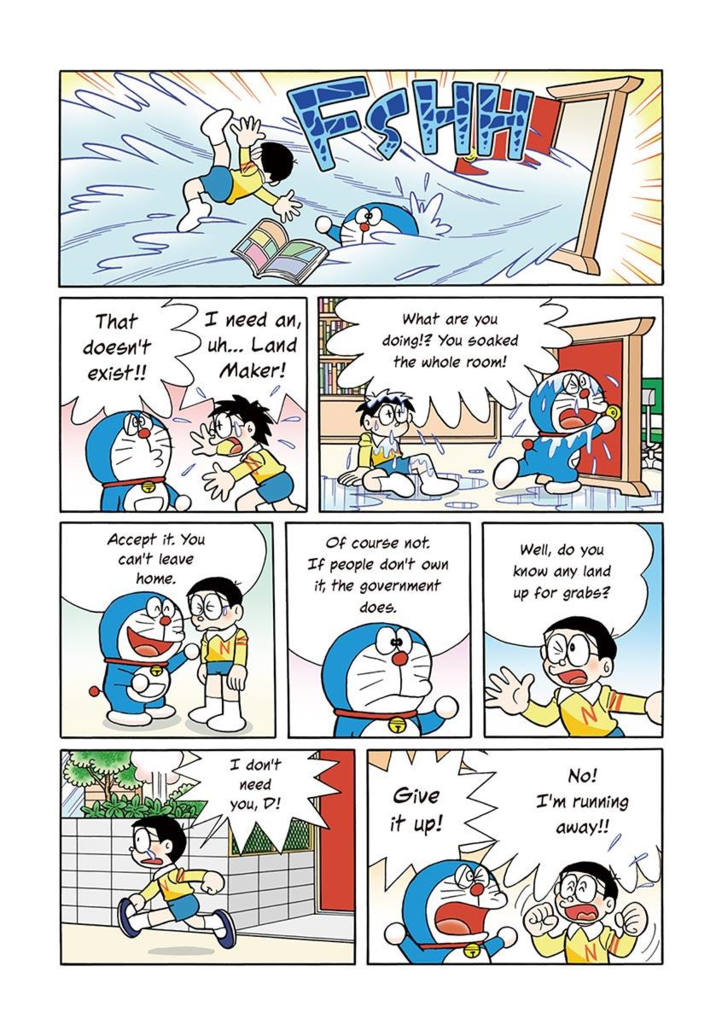 FSHH
What are you
doing!? You soaked
the whole room!
I need an,
uh... Land
Maker!
That
doesn't
exist!!
Well, do you
know any land
up for grabs?
Of course not.
If people don't own
it, the government
does.
Accept it. You
can't leave
home.
No!
I'm running
away!!
Give
it up!
I don't
need
you, D!